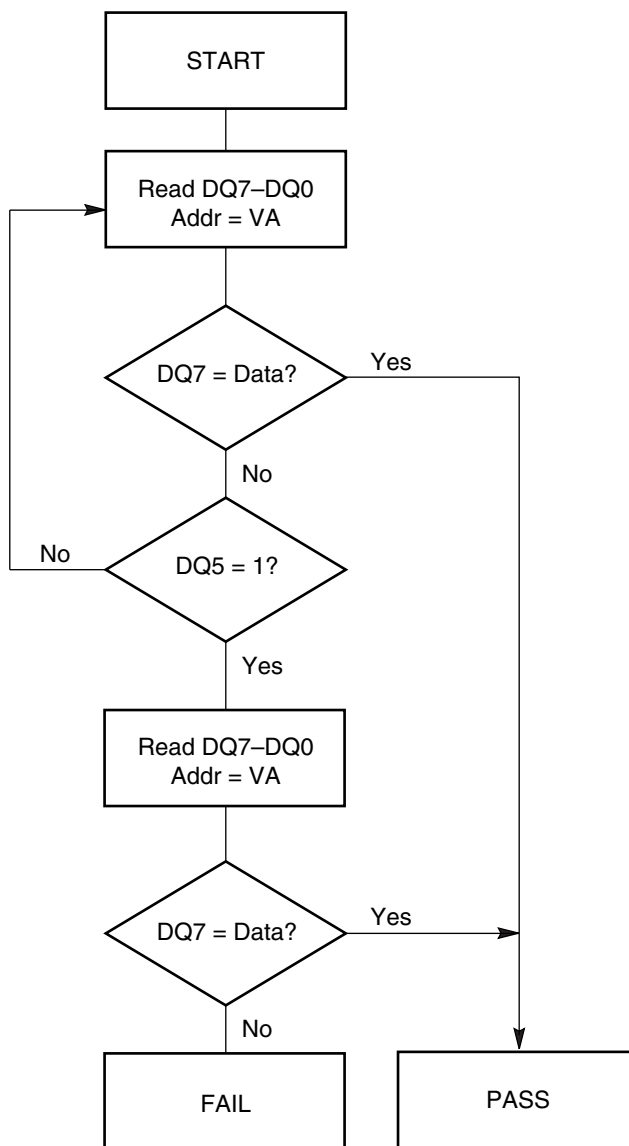 START
Read DQ7–DQ0
Addr = VA
DQ7 = Data?
Yes
No
No
DQ5 = 1?
Yes
Read DQ7–DQ0
Addr = VA
DQ7 = Data?
Yes
No
FAIL
PASS